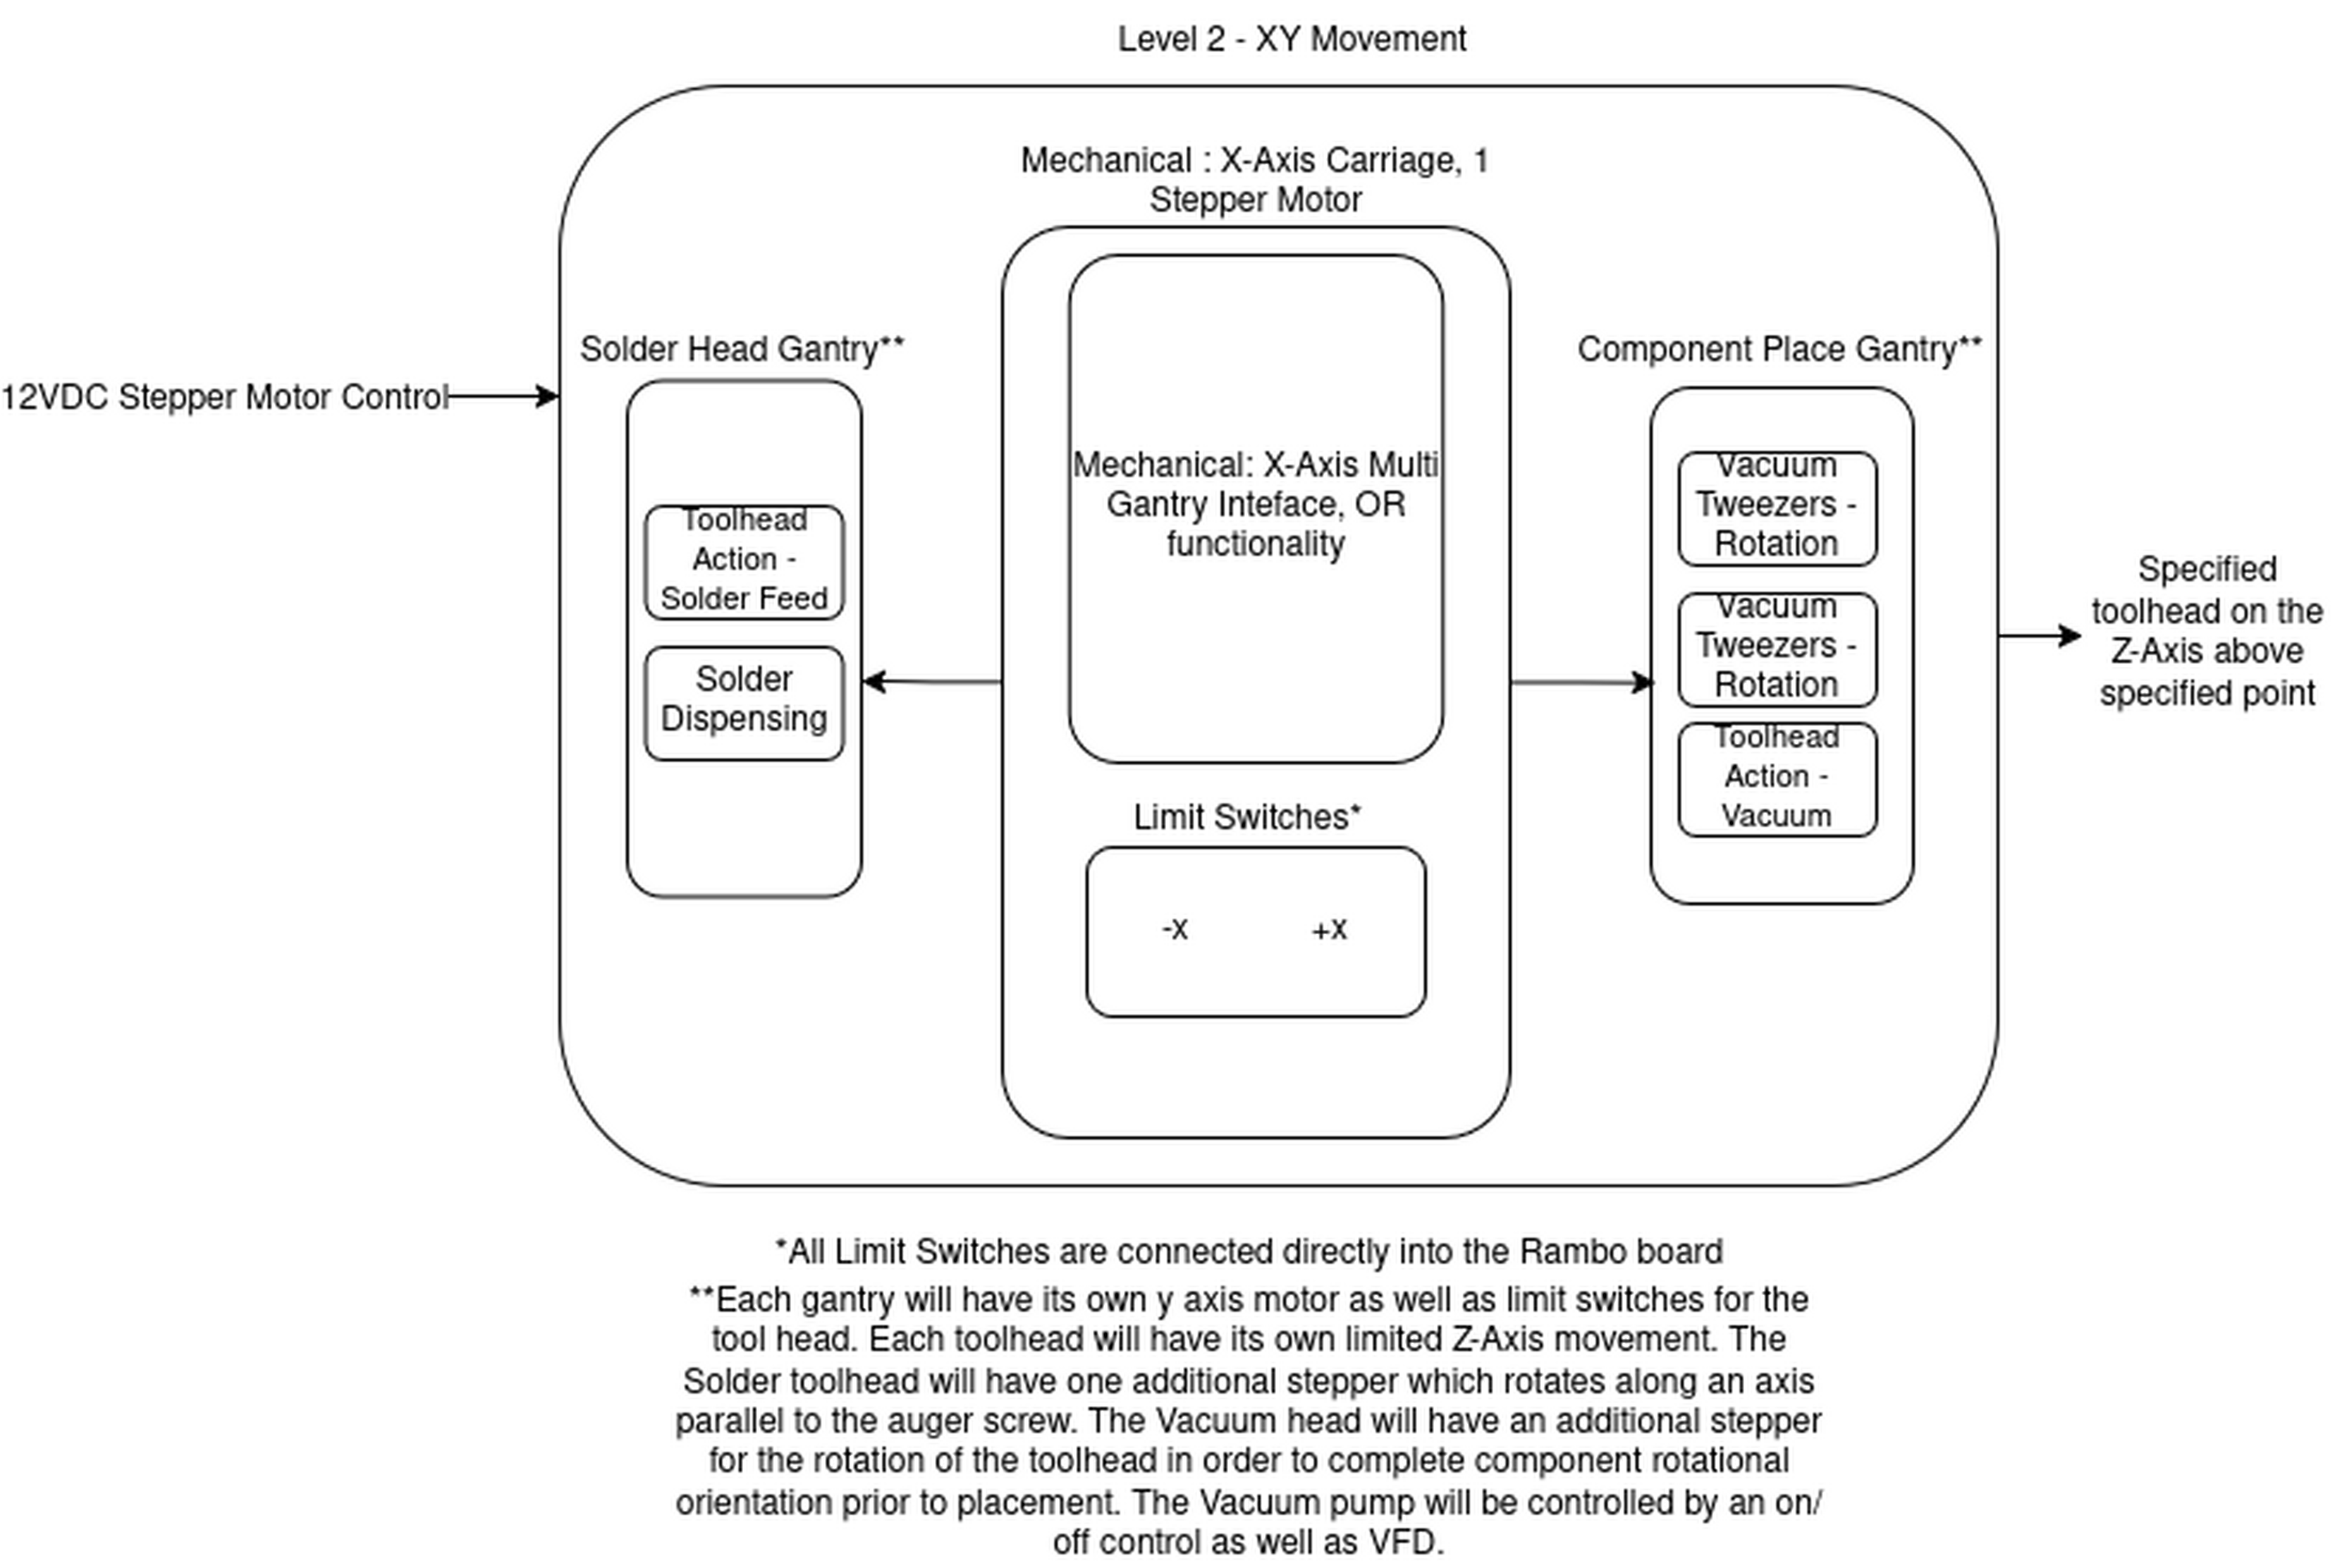 Level 2 - XY Movement
Mechanical : X-Axis Carriage, 1
Stepper Motor
12VDC Stepper Motor Control
Solder Head Gantry**
Toolhead
Action -
Solder Feed
Solder
Dispensing
Mechanical: X-Axis Multi
Gantry Inteface, OR
functionality
Limit Switches*
-X +X
Component Place Gantry**
Vacuum
Tweezers -
Rotation
Vacuum
Tweezers -
Rotation
Toolhead
Action -
Vacuum
Specified
toolhead on the
Z-Axis above
specified point
*All Limit Switches are connected directly into the Rambo board
**Each gantry will have its own y axis motor as well as limit switches for the
tool head. Each toolhead will have its own limited Z-Axis movement. The
Solder toolhead will have one additional stepper which rotates along an axis
parallel to the auger screw. The Vacuum head will have an additional stepper
for the rotation of the toolhead in order to complete component rotational
orientation prior to placement. The Vacuum pump will be controlled by an on/
off control as well as VFD.